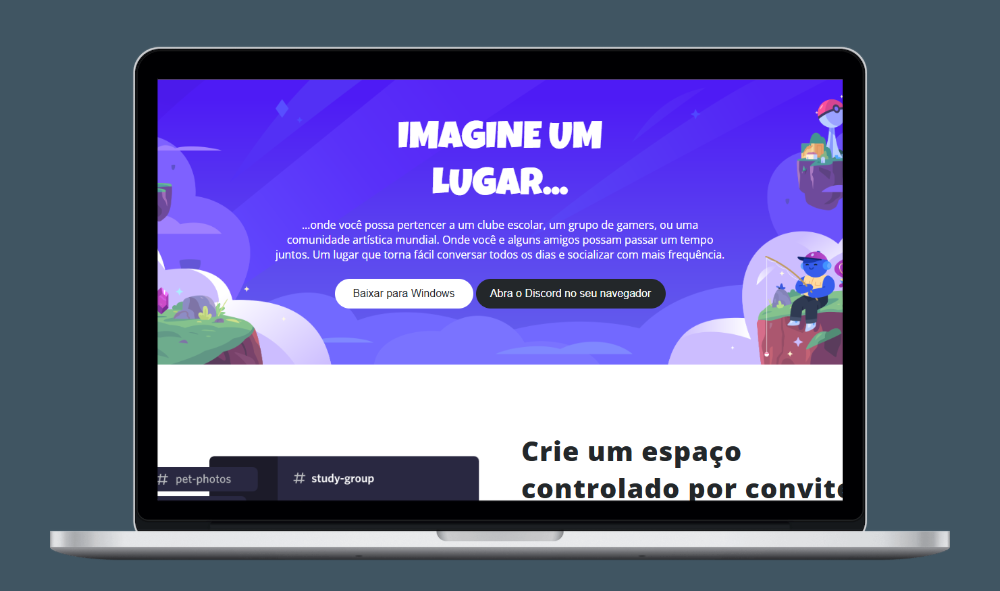 IMAGINE UM
LUGAR...
...onde você possa pertencer a um clube escolar, um grupo de gamers, ou uma
comunidade artística mundial. Onde você e alguns amigos possam passar um tempo
juntos. Um lugar que torna fácil conversar todos os dias e socializar com mais frequência.
Baixar para Windows
Abra o Discord no seu navegador
Crie um espaço
controlado por convite
# pet-photos
# study-group